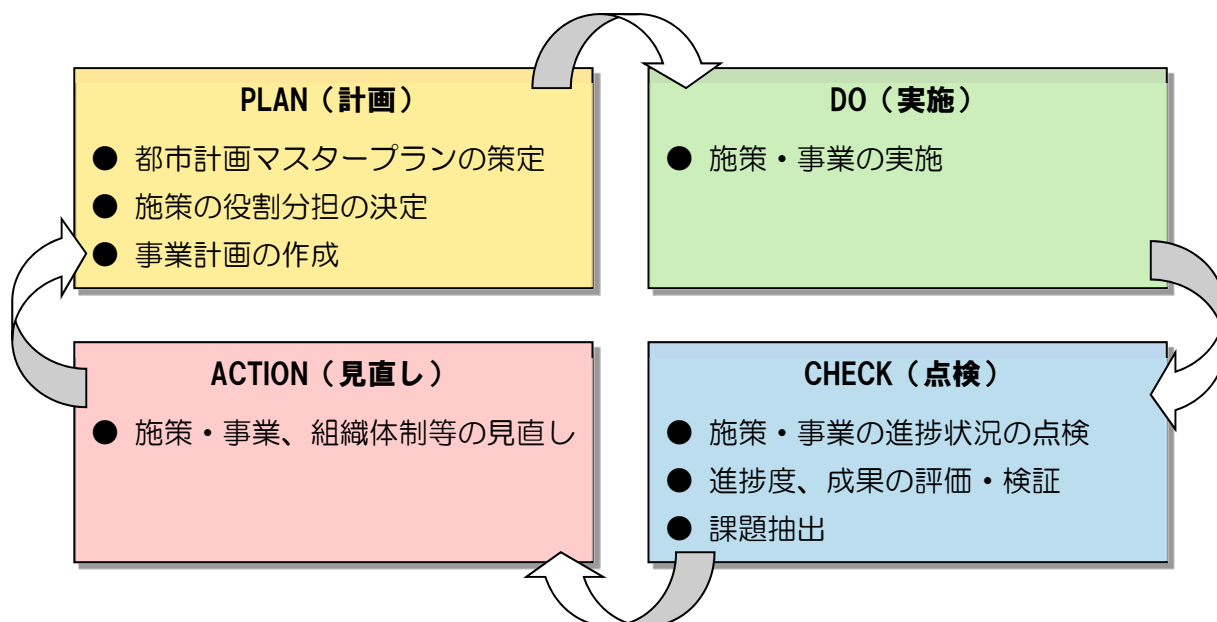 PLAN（計画）
● 都市計画マスタープランの策定
● 施策の役割分担の決定
● 事業計画の作成
DO（実施）
● 施策・事業の実施
ACTION（見直し）
● 施策・事業、組織体制等の見直し
CHECK（点検）
● 施策・事業の進捗状況の点検
● 進捗度、成果の評価・検証
● 課題抽出